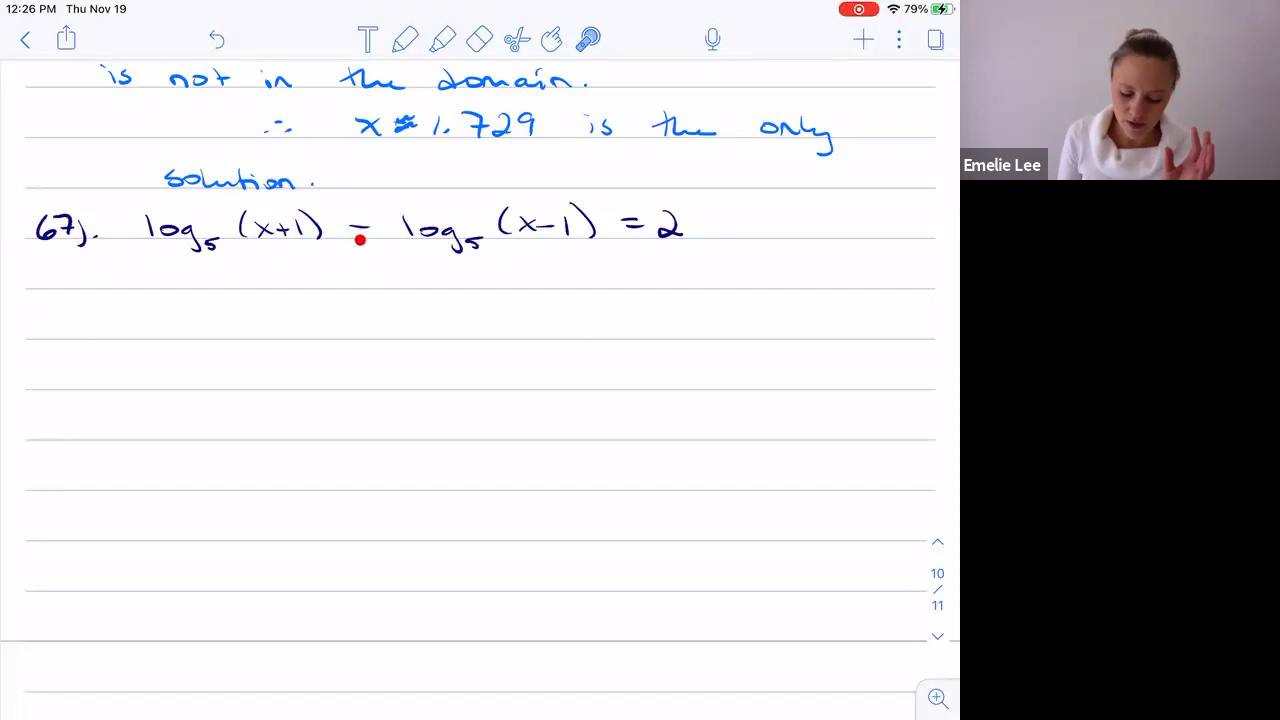 12:26 PM Thu Nov 19
79%
T
is not in the domain.
∴ x ≈ 1.729 is the only
solution.
67). log₅ (x+1) − log₅ (x−1) = 2
Emelie Lee
10
/
11